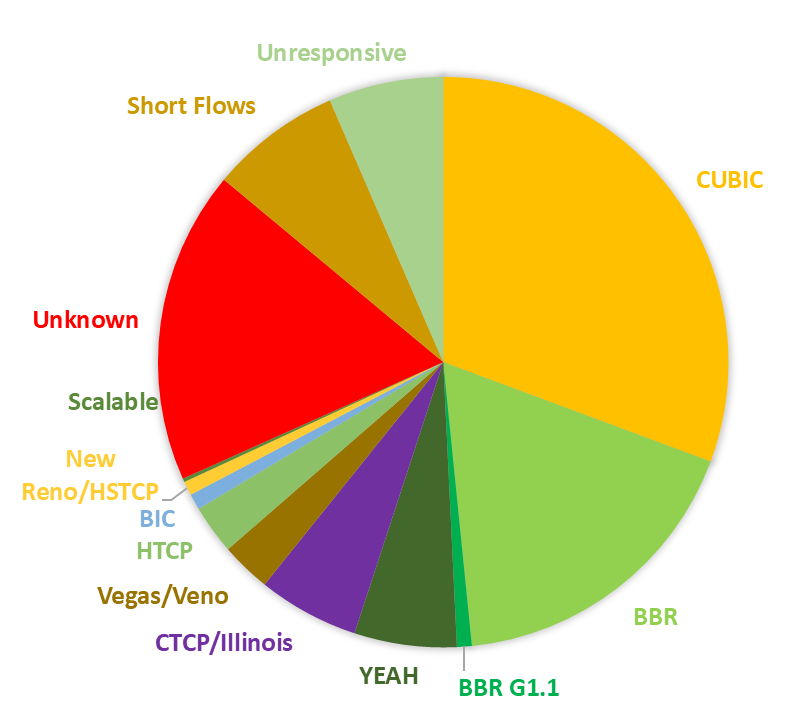 Unresponsive
Short Flows
CUBIC
Unknown
Scalable
New
Reno/HSTCP
BIC
HTCP
Vegas/Veno
BBR
CTCP/Illinois
YEAH
BBR G1.1